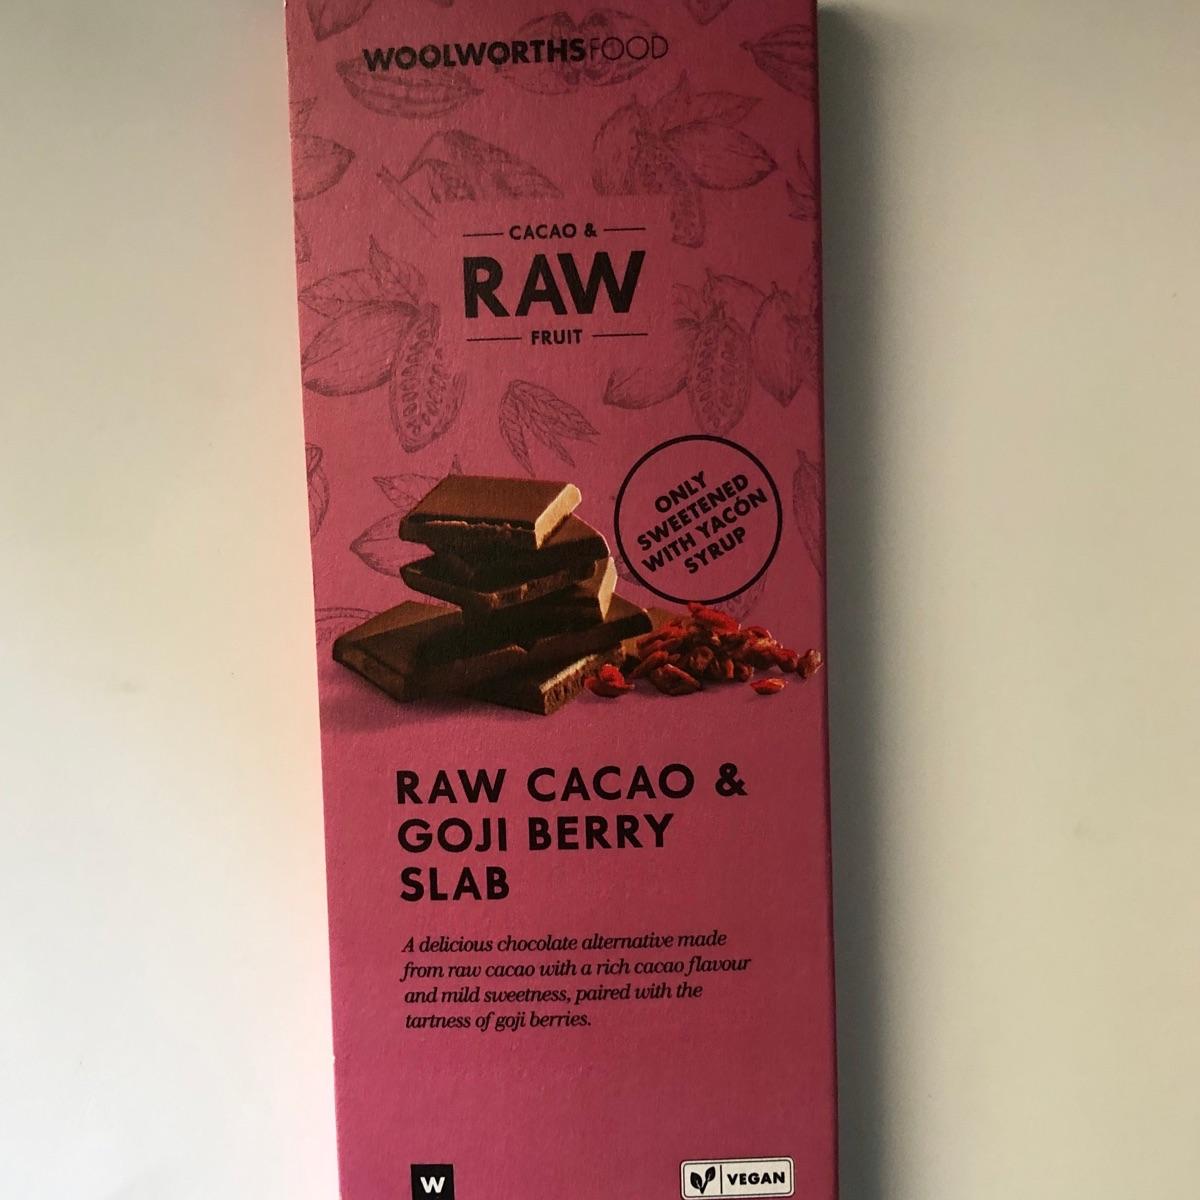 WOOLWORTHSFOOD
CACAO &
RAW
FRUIT
ONLY
SWEETENED
WITH YACÓN
SYRUP
RAW CACAO &
GOJI BERRY
SLAB
A delicious chocolate alternative made
from raw cacao with a rich cacao flavour
and mild sweetness, paired with the
tartness of goji berries.
W
VEGAN